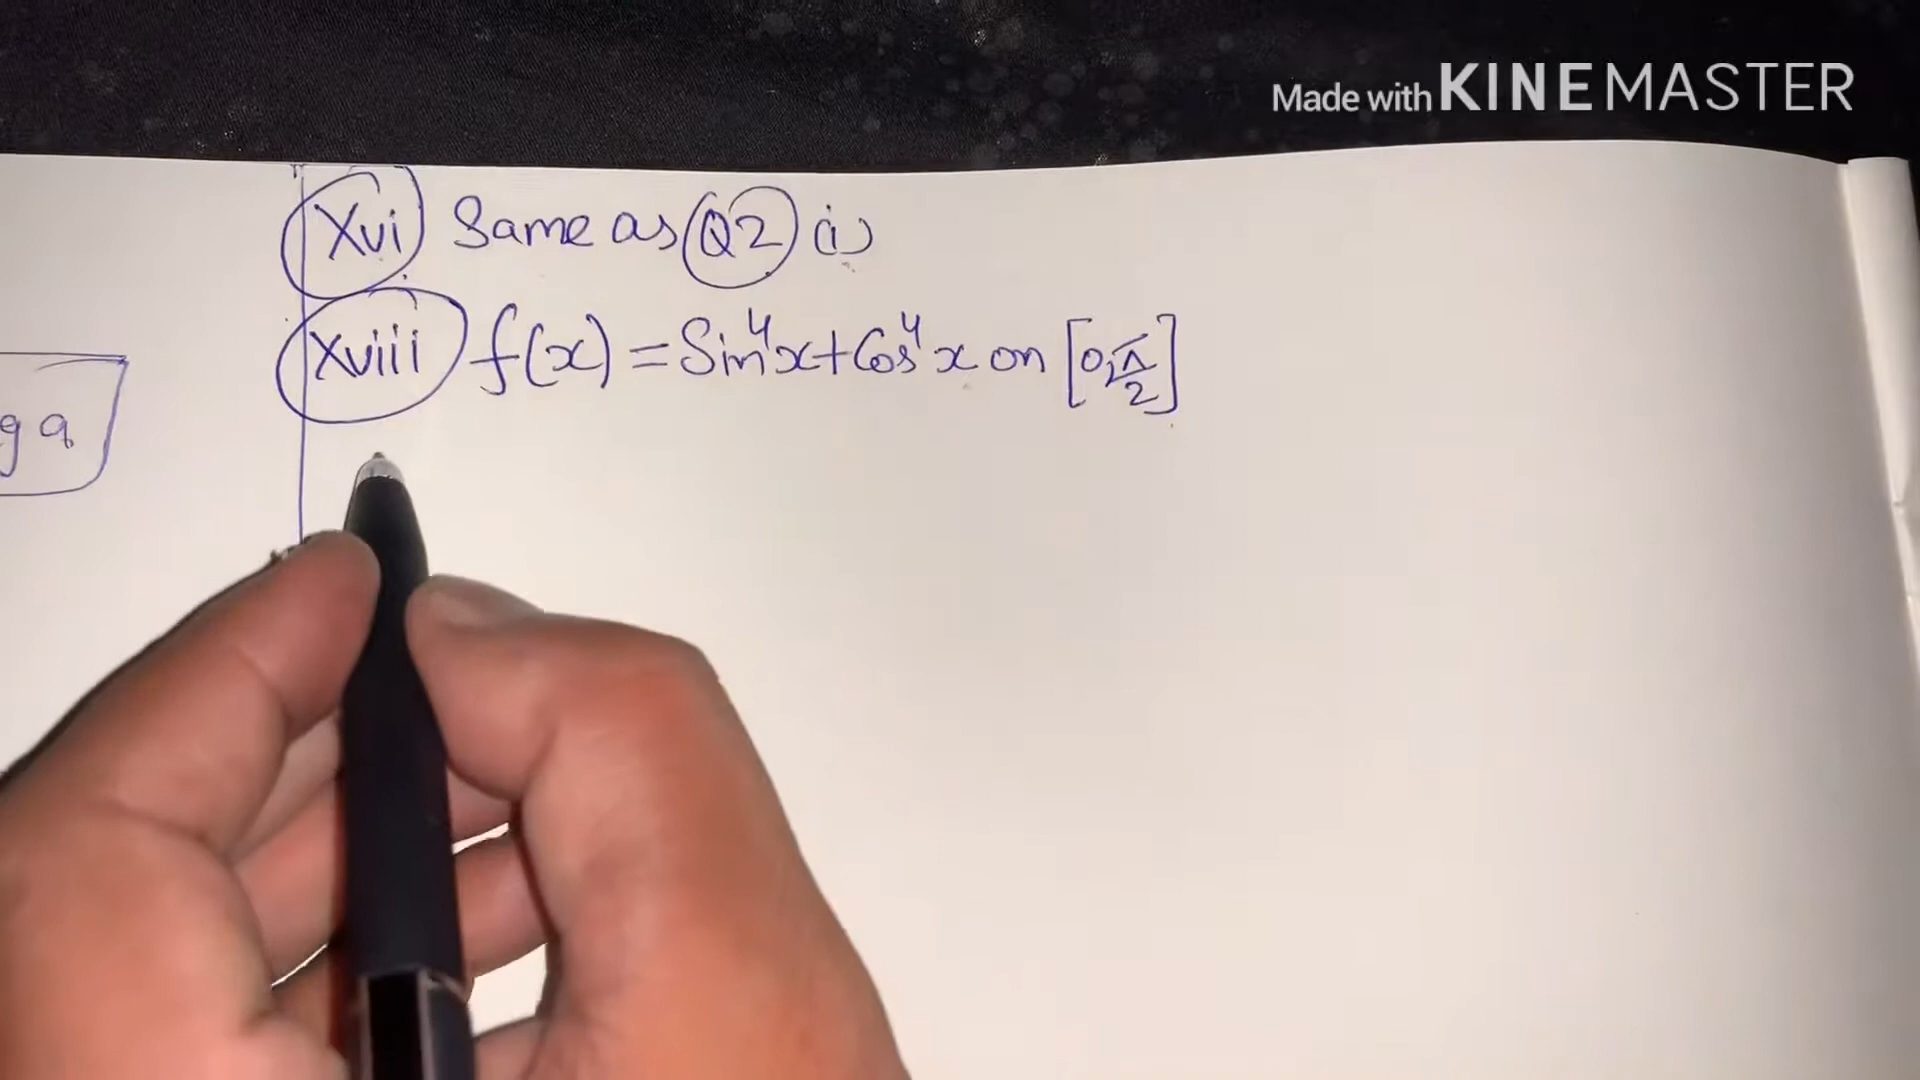 Made with KINEMASTER
Xvi Same as Q2 (i)
Xviii f(x) = Sin⁴x + Cos⁴x on [0, π/2]
g a